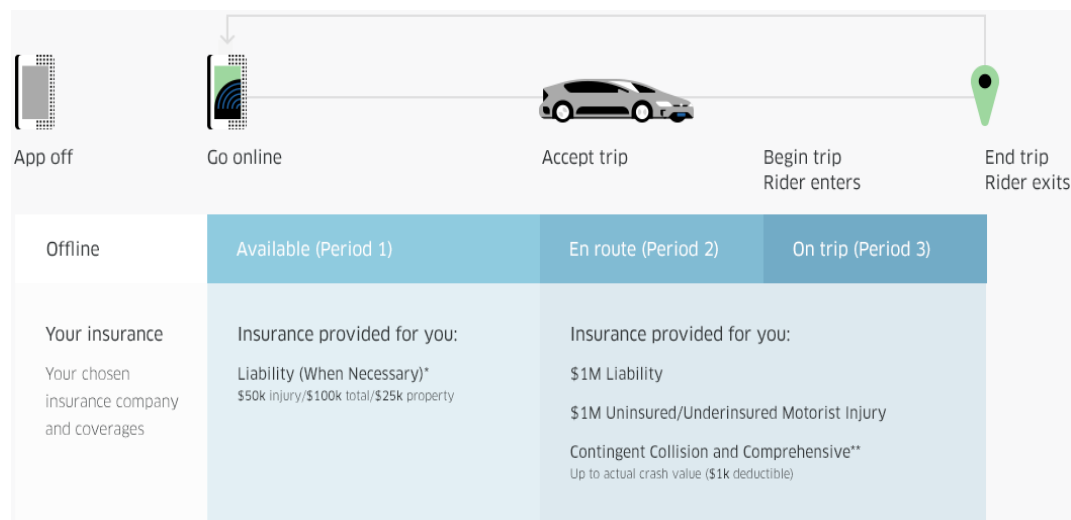 App off
Go online
Accept trip
Begin trip
Rider enters
End trip
Rider exits
Offline
Available (Period 1)
En route (Period 2)
On trip (Period 3)
Your insurance
Your chosen
insurance company
and coverages
Insurance provided for you:
Liability (When Necessary)*
$50k injury/$100k total/$25k property
Insurance provided for you:
$1M Liability
$1M Uninsured/Underinsured Motorist Injury
Contingent Collision and Comprehensive**
Up to actual crash value ($1k deductible)